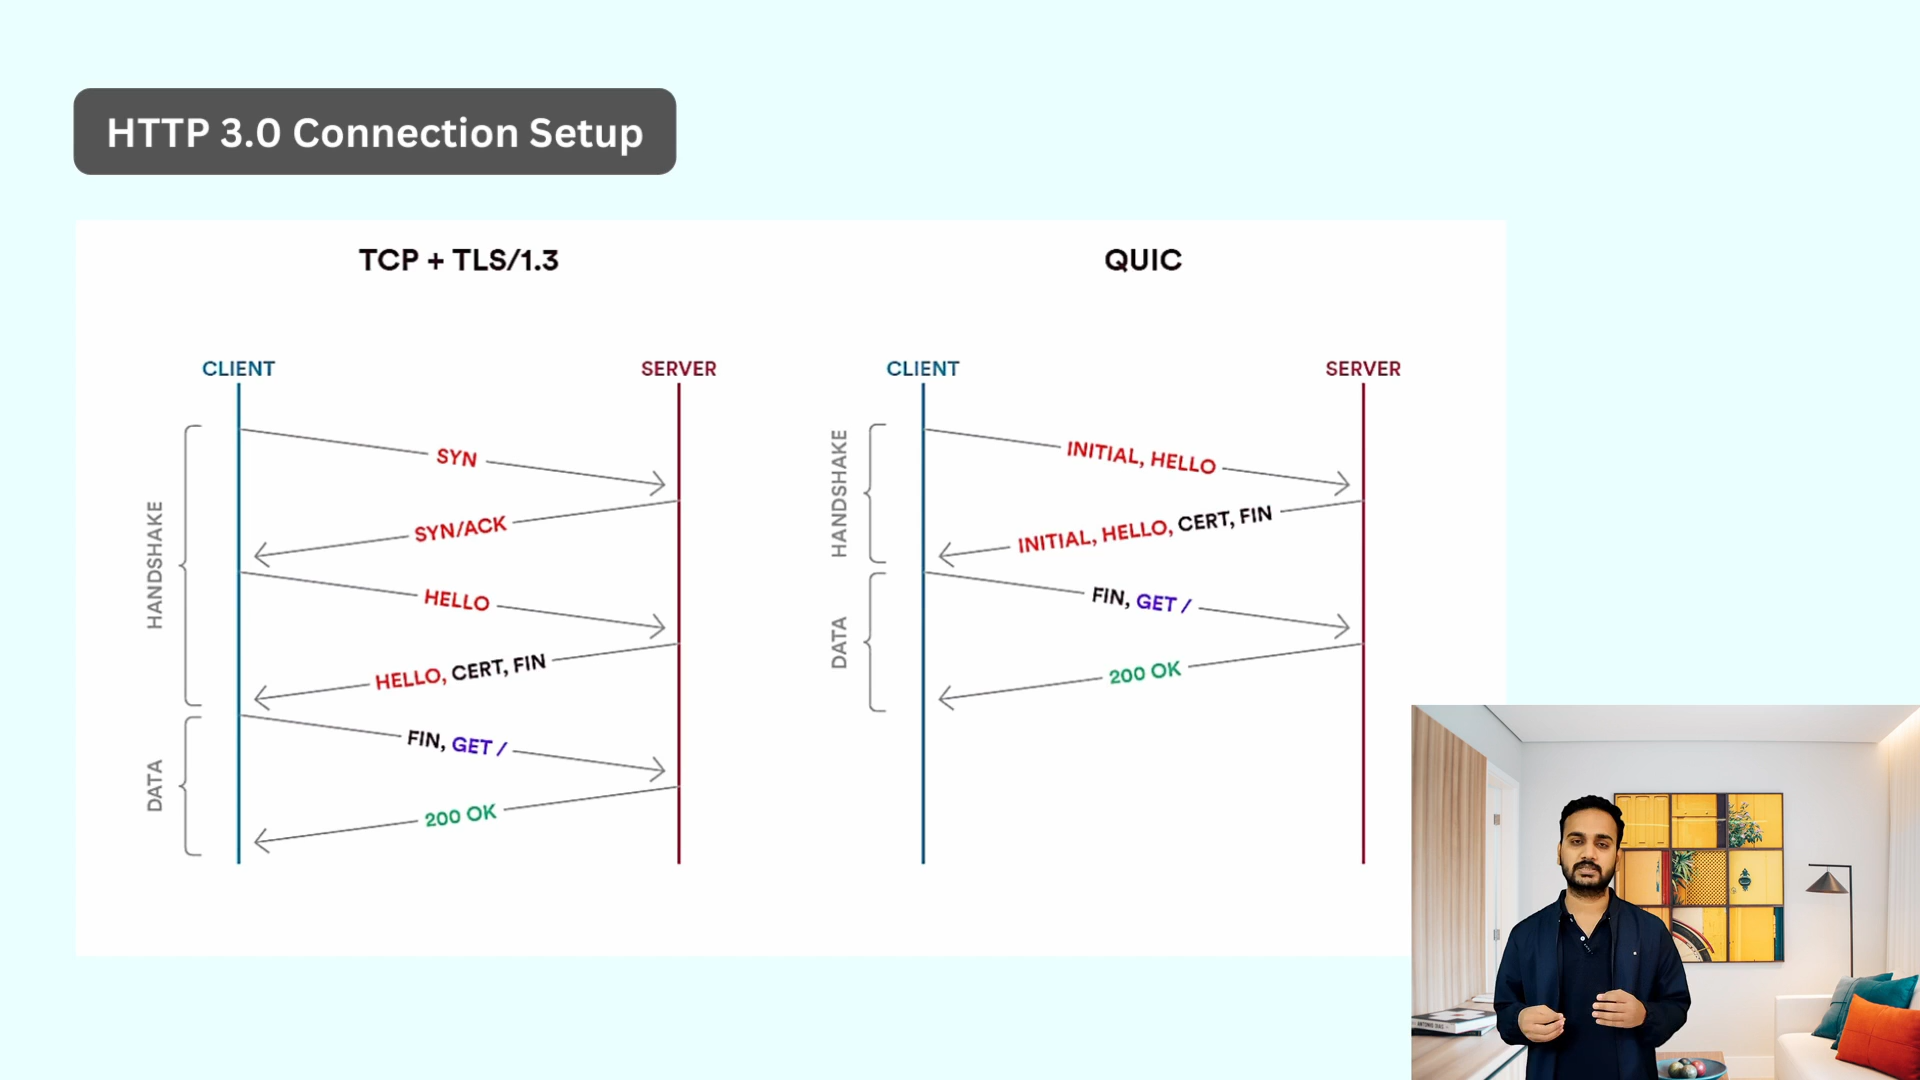 HTTP 3.0 Connection Setup
TCP + TLS/1.3
CLIENT
SERVER
HANDSHAKE
SYN
SYN/ACK
HELLO
HELLO, CERT, FIN
DATA
FIN, GET /
200 OK
QUIC
CLIENT
SERVER
HANDSHAKE
INITIAL, HELLO
INITIAL, HELLO, CERT, FIN
DATA
FIN, GET /
200 OK